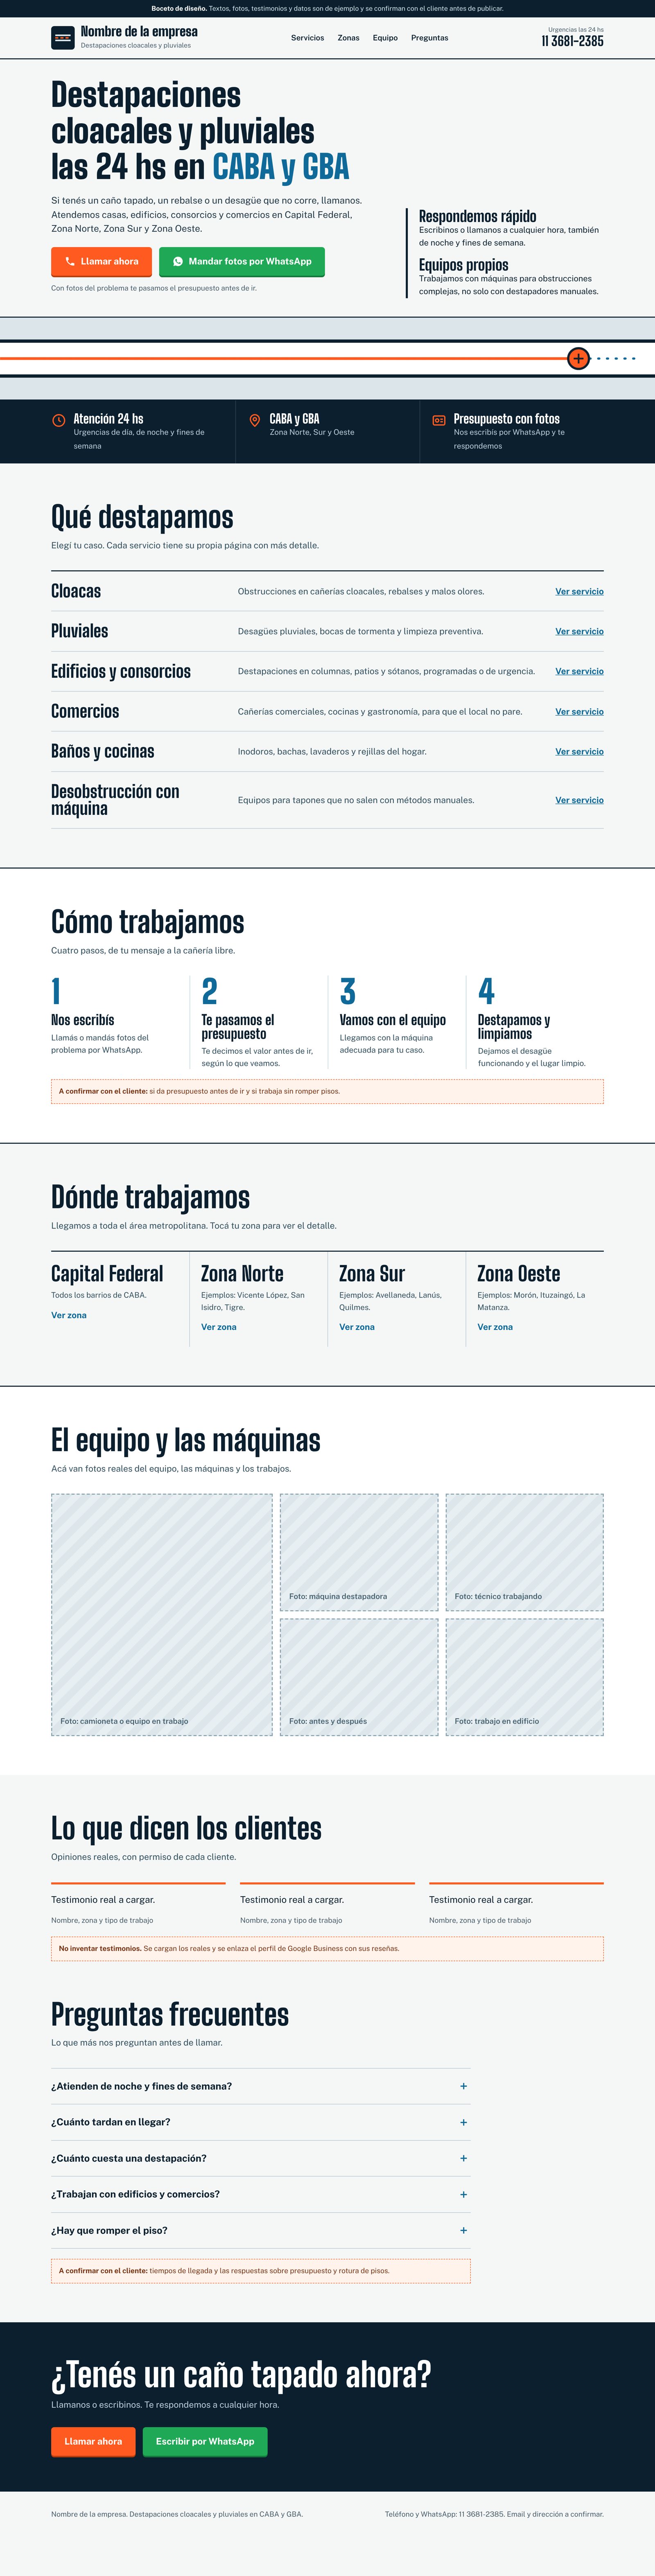 Boceto de diseño. Textos, fotos, testimonios y datos son de ejemplo y se confirman con el cliente antes de publicar.
Nombre de la empresa
Destapaciones cloacales y pluviales
Servicios
Zonas
Equipo
Preguntas
Urgencias las 24 hs
11 3681-2385
Destapaciones
cloacales y pluviales
las 24 hs en CABA y GBA
Si tenés un caño tapado, un rebalse o un desagüe que no corre, llamanos.
Atendemos casas, edificios, consorcios y comercios en Capital Federal,
Zona Norte, Zona Sur y Zona Oeste.
Llamar ahora
Mandar fotos por WhatsApp
Con fotos del problema te pasamos el presupuesto antes de ir.
Respondemos rápido
Escribinos o llamanos a cualquier hora, también
de noche y fines de semana.
Equipos propios
Trabajamos con máquinas para obstrucciones
complejas, no solo con destapadores manuales.
Atención 24 hs
Urgencias de día, de noche y fines de
semana
CABA y GBA
Zona Norte, Sur y Oeste
Presupuesto con fotos
Nos escribís por WhatsApp y te
respondemos
Qué destapamos
Elegí tu caso. Cada servicio tiene su propia página con más detalle.
Cloacas
Obstrucciones en cañerías cloacales, rebalses y malos olores.
Ver servicio
Pluviales
Desagües pluviales, bocas de tormenta y limpieza preventiva.
Ver servicio
Edificios y consorcios
Destapaciones en columnas, patios y sótanos, programadas o de urgencia.
Ver servicio
Comercios
Cañerías comerciales, cocinas y gastronomía, para que el local no pare.
Ver servicio
Baños y cocinas
Inodoros, bachas, lavaderos y rejillas del hogar.
Ver servicio
Desobstrucción con
máquina
Equipos para tapones que no salen con métodos manuales.
Ver servicio
Cómo trabajamos
Cuatro pasos, de tu mensaje a la cañería libre.
1
Nos escribís
Llamás o mandás fotos del
problema por WhatsApp.
2
Te pasamos el
presupuesto
Te decimos el valor antes de ir,
según lo que veamos.
3
Vamos con el equipo
Llegamos con la máquina
adecuada para tu caso.
4
Destapamos y
limpiamos
Dejamos el desagüe
funcionando y el lugar limpio.
A confirmar con el cliente: si da presupuesto antes de ir y si trabaja sin romper pisos.
Dónde trabajamos
Llegamos a toda el área metropolitana. Tocá tu zona para ver el detalle.
Capital Federal
Todos los barrios de CABA.
Ver zona
Zona Norte
Ejemplos: Vicente López, San
Isidro, Tigre.
Ver zona
Zona Sur
Ejemplos: Avellaneda, Lanús,
Quilmes.
Ver zona
Zona Oeste
Ejemplos: Morón, Ituzaingó, La
Matanza.
Ver zona
El equipo y las máquinas
Acá van fotos reales del equipo, las máquinas y los trabajos.
Foto: camioneta o equipo en trabajo
Foto: máquina destapadora
Foto: técnico trabajando
Foto: antes y después
Foto: trabajo en edificio
Lo que dicen los clientes
Opiniones reales, con permiso de cada cliente.
Testimonio real a cargar.
Nombre, zona y tipo de trabajo
Testimonio real a cargar.
Nombre, zona y tipo de trabajo
Testimonio real a cargar.
Nombre, zona y tipo de trabajo
No inventar testimonios. Se cargan los reales y se enlaza el perfil de Google Business con sus reseñas.
Preguntas frecuentes
Lo que más nos preguntan antes de llamar.
¿Atienden de noche y fines de semana? +
¿Cuánto tardan en llegar? +
¿Cuánto cuesta una destapación? +
¿Trabajan con edificios y comercios? +
¿Hay que romper el piso? +
A confirmar con el cliente: tiempos de llegada y las respuestas sobre presupuesto y rotura de pisos.
¿Tenés un caño tapado ahora?
Llamanos o escribinos. Te respondemos a cualquier hora.
Llamar ahora
Escribir por WhatsApp
Nombre de la empresa. Destapaciones cloacales y pluviales en CABA y GBA.
Teléfono y WhatsApp: 11 3681-2385. Email y dirección a confirmar.